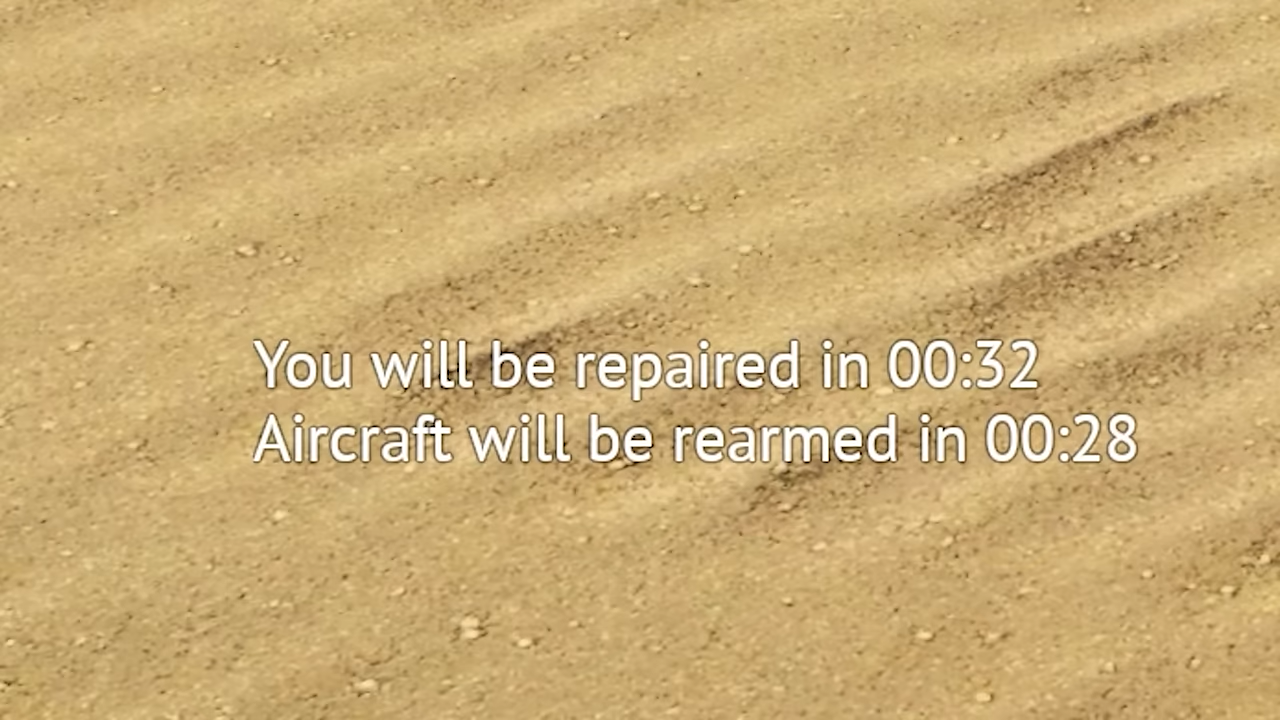 You will be repaired in 00:32
Aircraft will be rearmed in 00:28